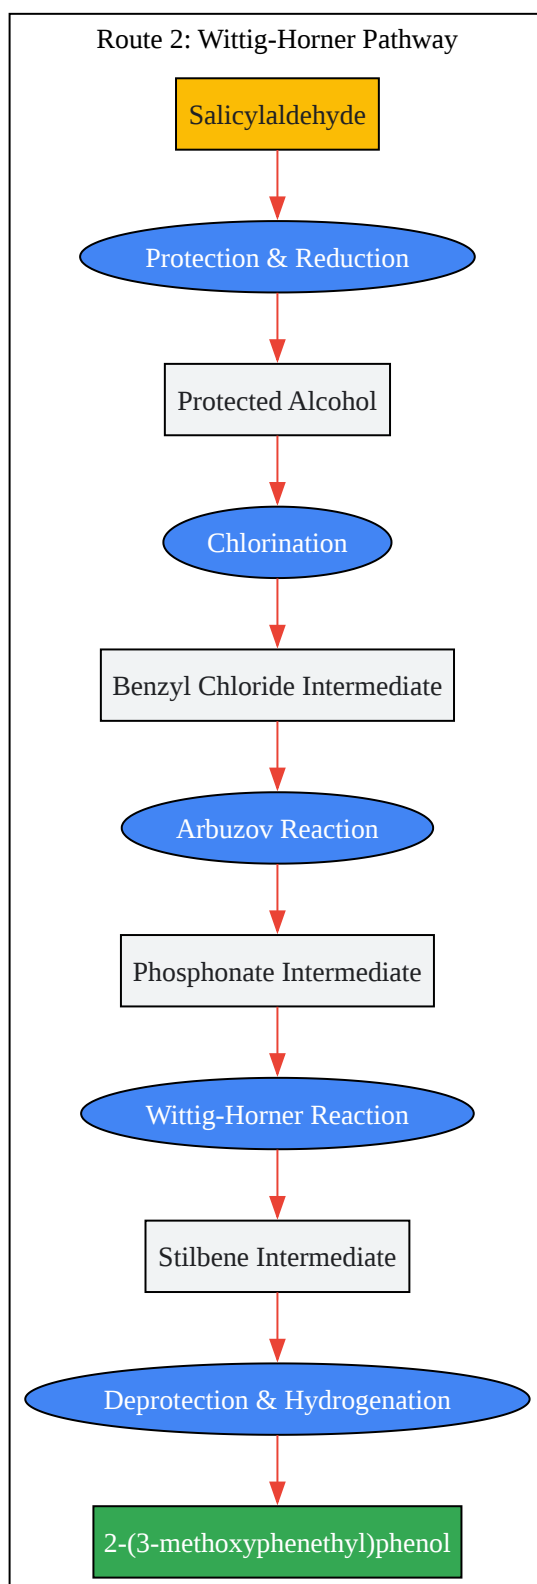 Route 2: Wittig-Horner Pathway
Salicylaldehyde
Protection & Reduction
Protected Alcohol
Chlorination
Benzyl Chloride Intermediate
Arbuzov Reaction
Phosphonate Intermediate
Wittig-Horner Reaction
Stilbene Intermediate
Deprotection & Hydrogenation
2-(3-methoxyphenethyl)phenol